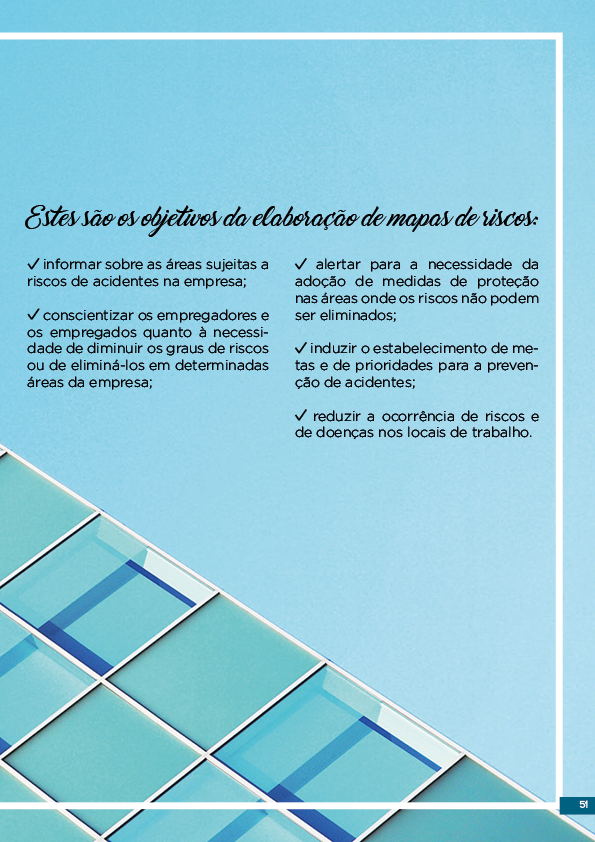 Estes são os objetivos da elaboração de mapas de riscos:
✓ informar sobre as áreas sujeitas a
riscos de acidentes na empresa;
✓ conscientizar os empregadores e
os empregados quanto à necessi-
dade de diminuir os graus de riscos
ou de eliminá-los em determinadas
áreas da empresa;
✓ alertar para a necessidade da
adoção de medidas de proteção
nas áreas onde os riscos não podem
ser eliminados;
✓ induzir o estabelecimento de me-
tas e de prioridades para a preven-
ção de acidentes;
✓ reduzir a ocorrência de riscos e
de doenças nos locais de trabalho.
51